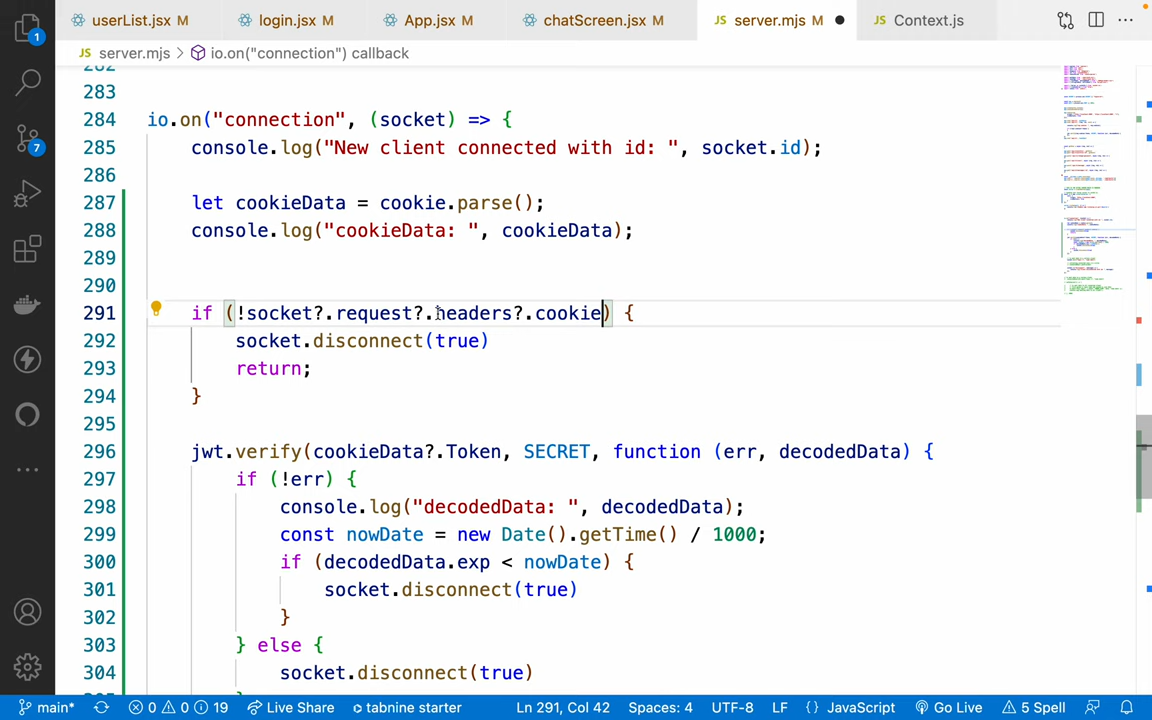 userList.jsx M
login.jsx M
App.jsx M
chatScreen.jsx M
JS server.mjs M
JS Context.js
JS server.mjs > io.on("connection") callback
1
7
282
283
284 io.on("connection", (socket) => {
285 console.log("New client connected with id: ", socket.id);
286
287 let cookieData = cookie.parse();
288 console.log("cookieData: ", cookieData);
289
290
291 if (!socket?.request?.headers?.cookie) {
292 socket.disconnect(true)
293 return;
294 }
295
296 jwt.verify(cookieData?.Token, SECRET, function (err, decodedData) {
297 if (!err) {
298 console.log("decodedData: ", decodedData);
299 const nowDate = new Date().getTime() / 1000;
300 if (decodedData.exp < nowDate) {
301 socket.disconnect(true)
302 }
303 } else {
304 socket.disconnect(true)
main* 0 0 19 Live Share tabnine starter Ln 291, Col 42 Spaces: 4 UTF-8 LF {} JavaScript Go Live 5 Spell